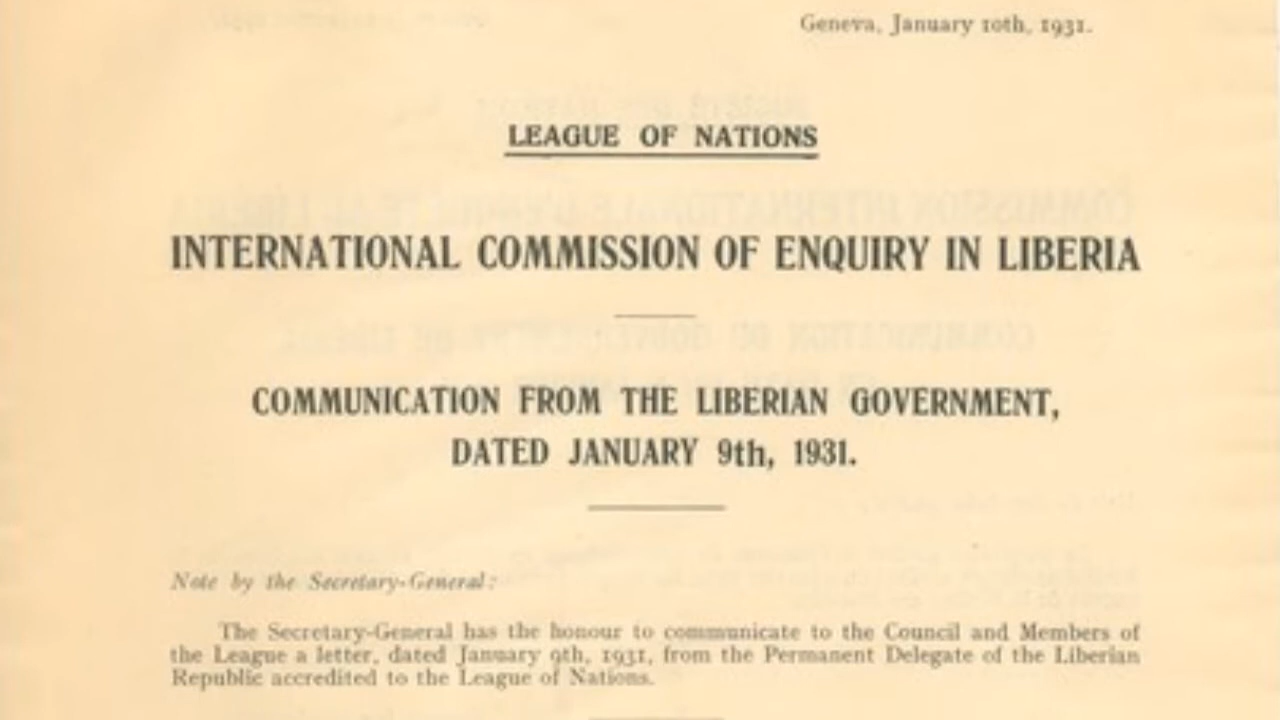 Geneva, January 10th, 1931.
LEAGUE OF NATIONS
INTERNATIONAL COMMISSION OF ENQUIRY IN LIBERIA
COMMUNICATION FROM THE LIBERIAN GOVERNMENT,
DATED JANUARY 9th, 1931.
Note by the Secretary-General:
The Secretary-General has the honour to communicate to the Council and Members of
the League a letter, dated January 9th, 1931, from the Permanent Delegate of the Liberian
Republic accredited to the League of Nations.